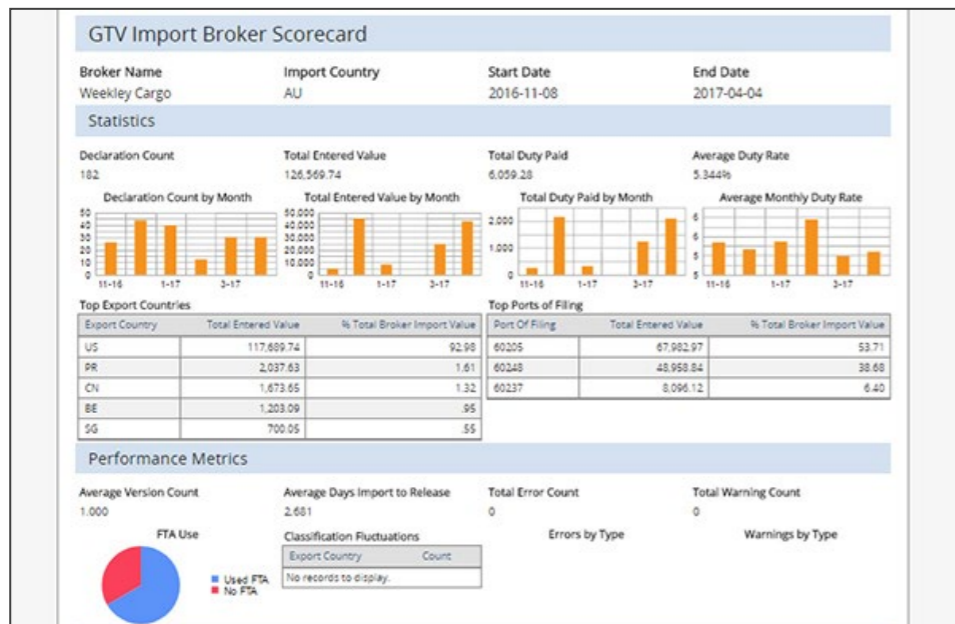 GTV Import Broker Scorecard
Broker Name Import Country Start Date End Date
Weekley Cargo AU 2016-11-08 2017-04-04
Statistics
Declaration Count Total Entered Value Total Duty Paid Average Duty Rate
182 126,569.74 6,059.28 5.344%
Declaration Count by Month Total Entered Value by Month Total Duty Paid by Month Average Monthly Duty Rate
50 50,000 2,000 6
40 40,000 6
30 30,000 1,000 5
20 20,000 5
10 10,000
0 0 0 5
11-16 1-17 3-17 11-16 1-17 3-17 11-16 1-17 3-17 11-16 1-17 3-17
Top Export Countries Top Ports of Filing
Export Country Total Entered Value % Total Broker Import Value Port Of Filing Total Entered Value % Total Broker Import Value
US 117,689.74 92.98 60205 67,982.97 53.71
PR 2,037.63 1.61 60248 48,958.84 38.68
CN 1,673.65 1.32 60237 8,096.12 6.40
BE 1,203.09 .95
SG 700.05 .55
Performance Metrics
Average Version Count Average Days Import to Release Total Error Count Total Warning Count
1.000 2.681 0 0
FTA Use Classification Fluctuations Errors by Type Warnings by Type
Export Country Count
Used FTA No records to display.
No FTA